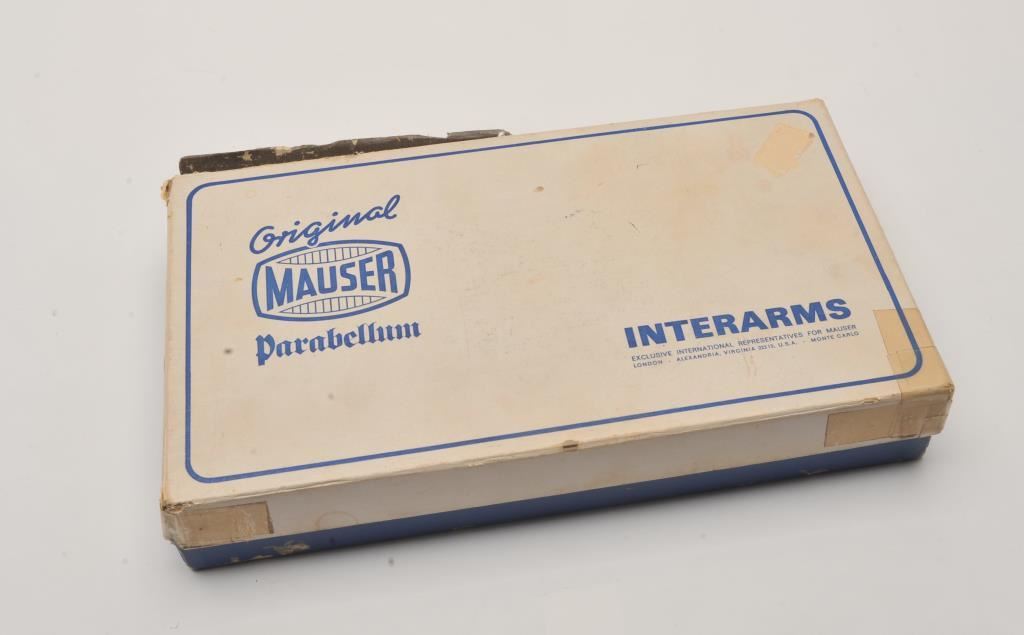 Original
MAUSER
Parabellum
INTERARMS
EXCLUSIVE INTERNATIONAL REPRESENTATIVES FOR MAUSER
LONDON - ALEXANDRIA, VIRGINIA 22313, U.S.A. - MONTE CARLO